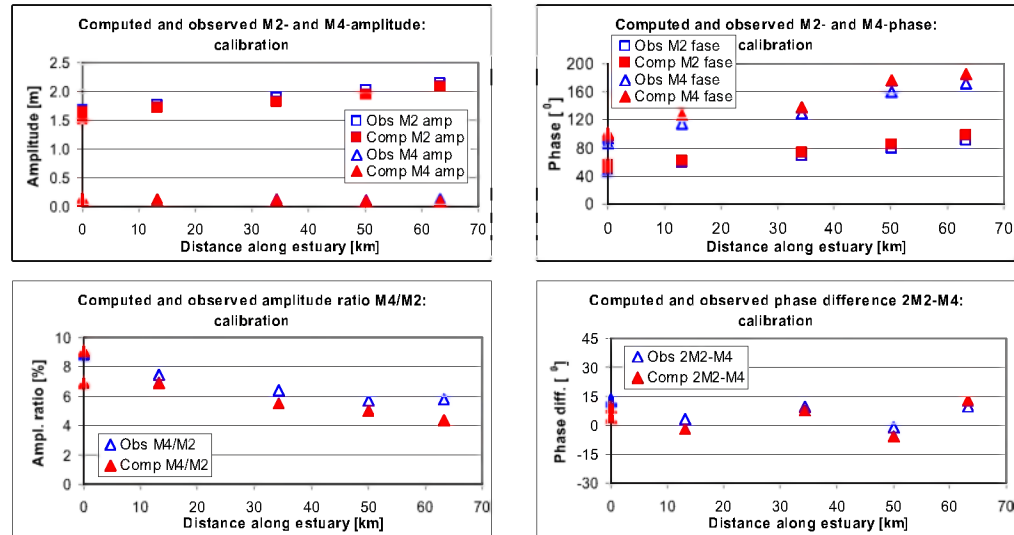 Computed and observed M2- and M4-amplitude:
calibration
Amplitude [m]
2.5
2.0
1.5
1.0
0.5
0.0
Obs M2 amp
Comp M2 amp
Obs M4 amp
Comp M4 amp
0 10 20 30 40 50 60 70
Distance along estuary [km]
Computed and observed M2- and M4-phase:
calibration
Phase [ 0]
200
160
120
80
40
0
Obs M2 fase
Comp M2 fase
Obs M4 fase
Comp M4 fase
0 10 20 30 40 50 60 70
Distance along estuary [km]
Computed and observed amplitude ratio M4/M2:
calibration
Ampl. ratio [%]
10
8
6
4
2
0
Obs M4/M2
Comp M4/M2
0 10 20 30 40 50 60 70
Distance along estuary [km]
Computed and observed phase difference 2M2-M4:
calibration
Phase diff. [ 0]
45
30
15
0
-15
-30
Obs 2M2-M4
Comp 2M2-M4
0 10 20 30 40 50 60 70
Distance along estuary [km]